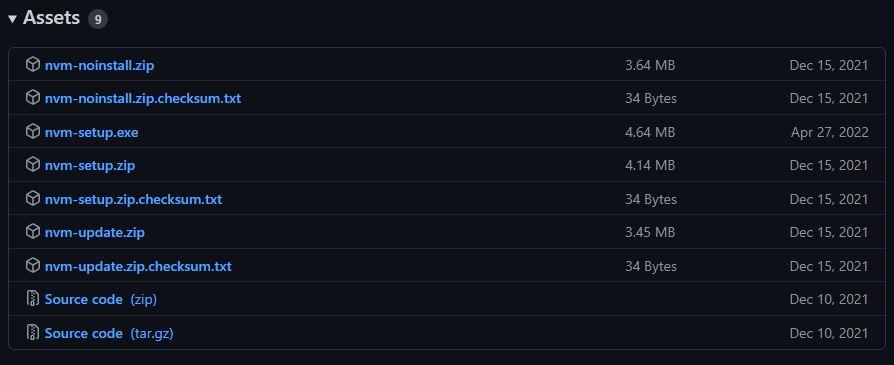 Assets 9
nvm-noinstall.zip 3.64 MB Dec 15, 2021
nvm-noinstall.zip.checksum.txt 34 Bytes Dec 15, 2021
nvm-setup.exe 4.64 MB Apr 27, 2022
nvm-setup.zip 4.14 MB Dec 15, 2021
nvm-setup.zip.checksum.txt 34 Bytes Dec 15, 2021
nvm-update.zip 3.45 MB Dec 15, 2021
nvm-update.zip.checksum.txt 34 Bytes Dec 15, 2021
Source code (zip) Dec 10, 2021
Source code (tar.gz) Dec 10, 2021